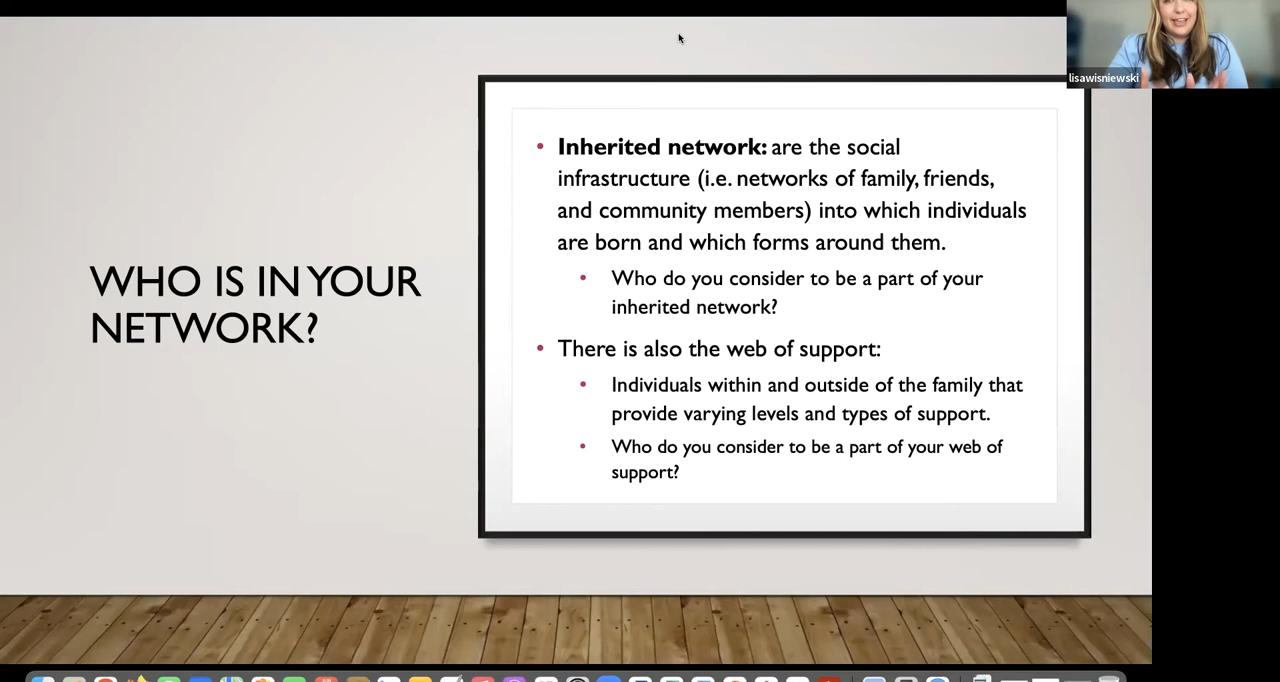 lisawisniewski
WHO IS IN YOUR
NETWORK?
• Inherited network: are the social
infrastructure (i.e. networks of family, friends,
and community members) into which individuals
are born and which forms around them.
• Who do you consider to be a part of your
inherited network?
• There is also the web of support:
• Individuals within and outside of the family that
provide varying levels and types of support.
• Who do you consider to be a part of your web of
support?